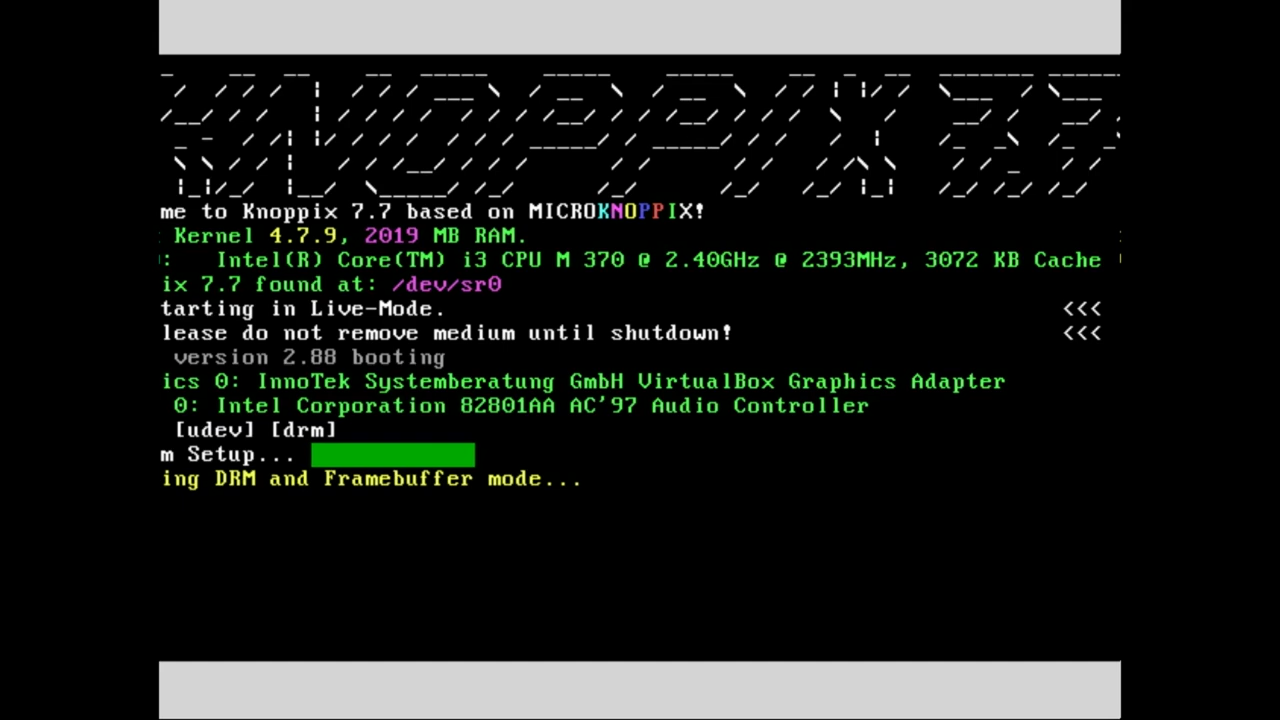 KNOPPIX 7.7
me to Knoppix 7.7 based on MICROKNOPPIX!
: Kernel 4.7.9, 2019 MB RAM.
: Intel(R) Core(TM) i3 CPU M 370 @ 2.40GHz @ 2393MHz, 3072 KB Cache
ix 7.7 found at: /dev/sr0
tarting in Live-Mode. <<<
lease do not remove medium until shutdown! <<<
version 2.88 booting
ics 0: InnoTek Systemberatung GmbH VirtualBox Graphics Adapter
0: Intel Corporation 82801AA AC'97 Audio Controller
[udev] [drm]
m Setup...
ing DRM and Framebuffer mode...